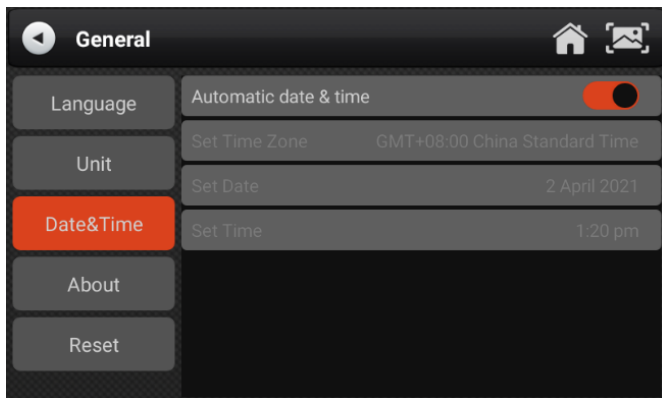 General
Language
Unit
Date&Time
About
Reset
Automatic date & time
Set Time Zone GMT+08:00 China Standard Time
Set Date 2 April 2021
Set Time 1:20 pm